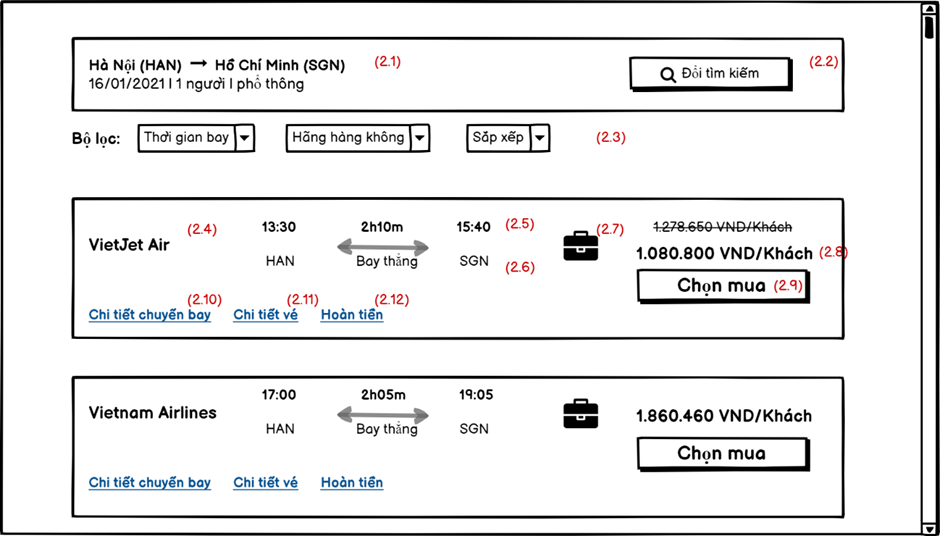 Hà Nội (HAN) → Hồ Chí Minh (SGN) (2.1)
16/01/2021 | 1 người | phổ thông
Đổi tìm kiếm (2.2)
Bộ lọc: Thời gian bay Hãng hàng không Sắp xếp (2.3)
VietJet Air (2.4)
13:30 2h10m 15:40 (2.5)
HAN Bay thẳng SGN (2.6)
(2.7)
1.278.650 VND/Khách
1.080.800 VND/Khách (2.8)
Chọn mua (2.9)
(2.10) (2.11) (2.12)
Chi tiết chuyến bay Chi tiết vé Hoàn tiền
Vietnam Airlines
17:00 2h05m 19:05
HAN Bay thẳng SGN
1.860.460 VND/Khách
Chọn mua
Chi tiết chuyến bay Chi tiết vé Hoàn tiền